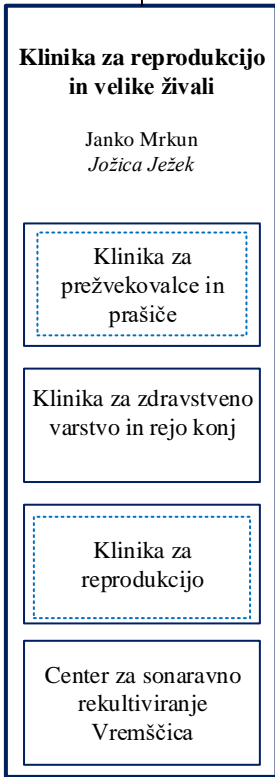 Klinika za reprodukcijo
in velike živali
Janko Mrkun
Jožica Ježek
Klinika za
prežvekovalce in
prašiče
Klinika za zdravstveno
varstvo in rejo konj
Klinika za
reprodukcijo
Center za sonaravno
rekultiviranje
Vremščica